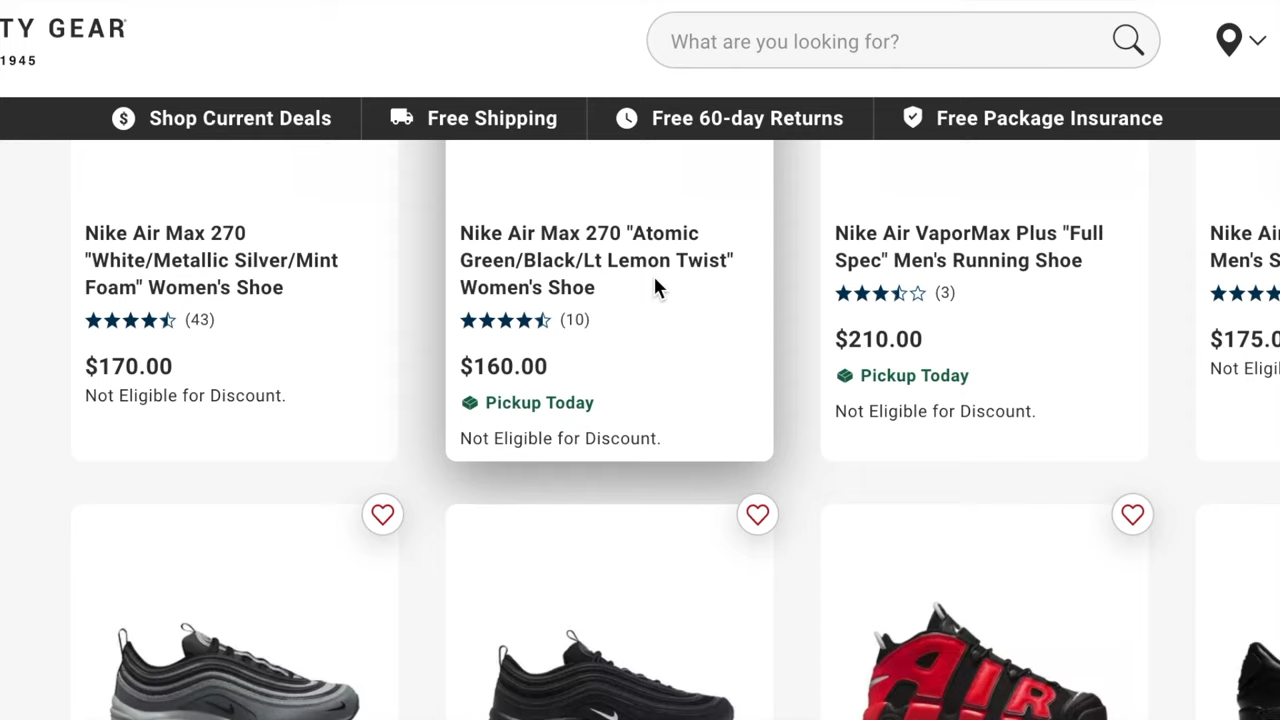 TY GEAR
1945
What are you looking for?
Shop Current Deals
Free Shipping
Free 60-day Returns
Free Package Insurance
Nike Air Max 270
"White/Metallic Silver/Mint
Foam" Women's Shoe
(43)
$170.00
Not Eligible for Discount.
Nike Air Max 270 "Atomic
Green/Black/Lt Lemon Twist"
Women's Shoe
(10)
$160.00
Pickup Today
Not Eligible for Discount.
Nike Air VaporMax Plus "Full
Spec" Men's Running Shoe
(3)
$210.00
Pickup Today
Not Eligible for Discount.
Nike Ai
Men's S
$175.0
Not Eligi
AIR